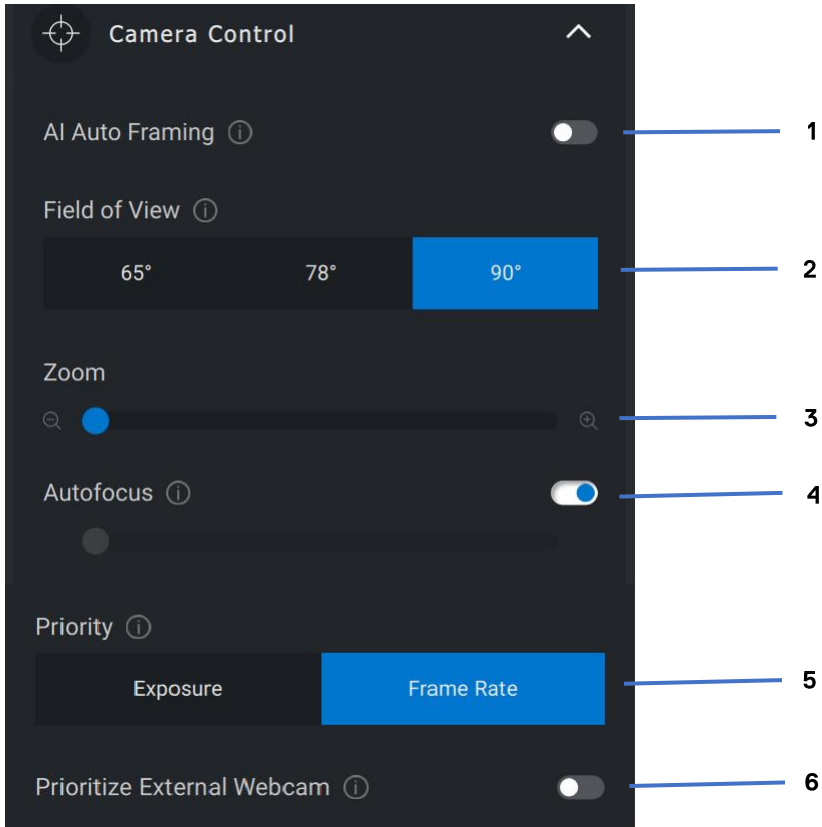 Camera Control
AI Auto Framing
1
Field of View
65° 78° 90°
2
Zoom
3
Autofocus
4
Priority
Exposure Frame Rate
5
Prioritize External Webcam
6